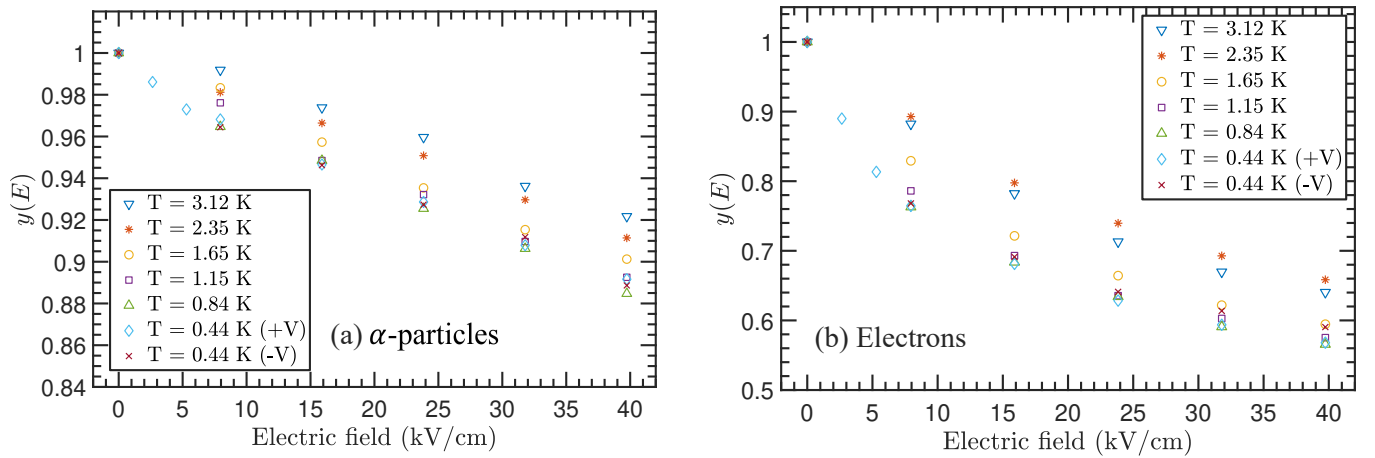 1
0.98
0.96
0.94
0.92
0.9
0.88
0.86
0.84
y(E)
0 5 10 15 20 25 30 35 40
Electric field (kV/cm)
T = 3.12 K
T = 2.35 K
T = 1.65 K
T = 1.15 K
T = 0.84 K
T = 0.44 K (+V)
T = 0.44 K (-V)
(a) α-particles
1
0.9
0.8
0.7
0.6
0.5
y(E)
0 5 10 15 20 25 30 35 40
Electric field (kV/cm)
T = 3.12 K
T = 2.35 K
T = 1.65 K
T = 1.15 K
T = 0.84 K
T = 0.44 K (+V)
T = 0.44 K (-V)
(b) Electrons